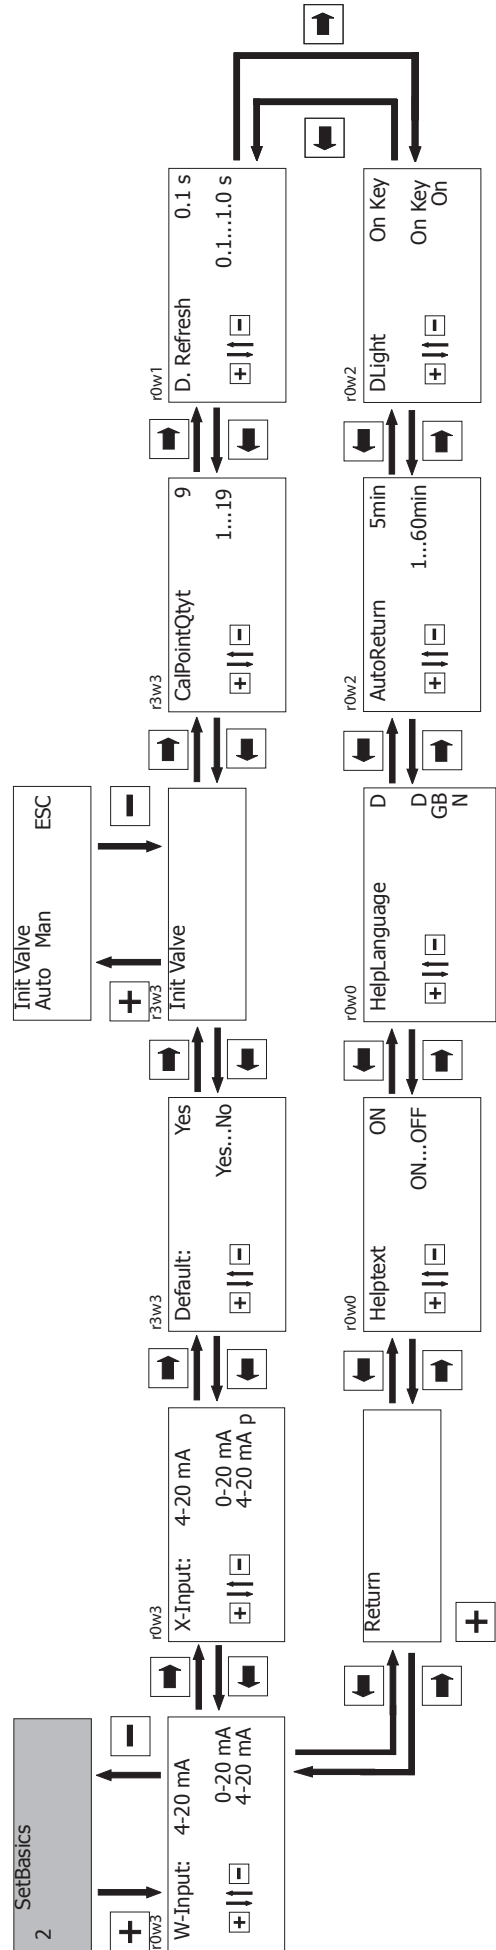 2 SetBasics
+
−
r0w3
W-Input: 4-20 mA
0-20 mA
+ − 4-20 mA
r0w3
X-Input: 4-20 mA
0-20 mA
+ − 4-20 mA p
r3w3
Default: Yes
+ − Yes...No
Init Valve
Auto Man ESC
+
−
r3w3
Init Valve
r3w3
CalPointQtyt 9
+ − 1...19
r0w1
D. Refresh 0.1 s
+ − 0.1...1.0 s
Return
+
r0w0
Helptext ON
+ − ON...OFF
r0w0
HelpLanguage D
D
+ − GB
N
r0w2
AutoReturn 5min
+ − 1...60min
r0w2
DLight On Key
On Key
+ − On